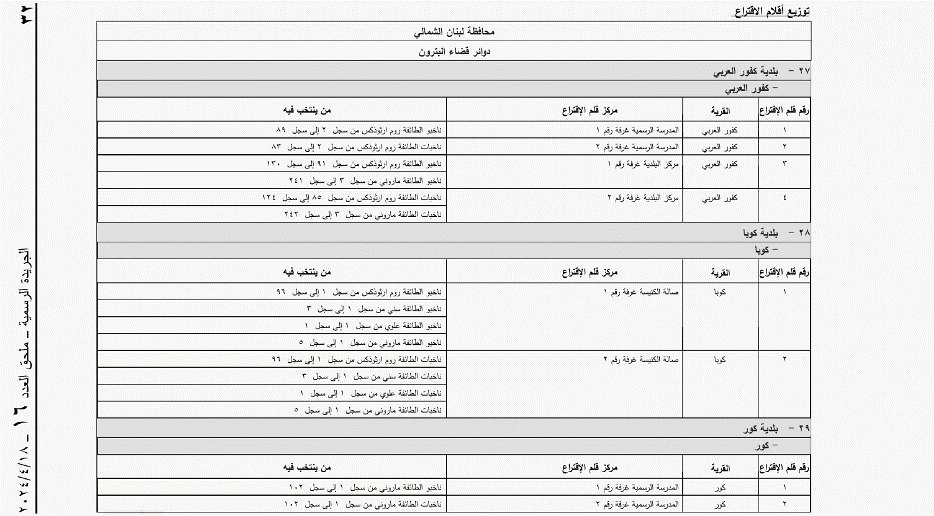 ٣٢
الجريدة الرسمية ـ ملحق العدد ١٦ ـ ٢٠٢٤/٤/١٨
توزيع أقلام الاقتراع
محافظة لبنان الشمالي
دوائر قضاء البترون
٢٧ - بلدية كفور العربي
- كفور العربي
رقم قلم الإقتراع القرية مركز قلم الإقتراع من ينتخب فيه
١ كفور العربي المدرسة الرسمية غرفة رقم ١ ناخبو الطائفة روم ارثوذكس من سجل ٢ إلى سجل ٨٩
٢ كفور العربي المدرسة الرسمية غرفة رقم ٢ ناخبات الطائفة روم ارثوذكس من سجل ٢ إلى سجل ٨٣
٣ كفور العربي مركز البلدية غرفة رقم ١ ناخبو الطائفة روم ارثوذكس من سجل ٩١ إلى سجل ١٣٠
ناخبو الطائفة ماروني من سجل ٣ إلى سجل ٢٤١
٤ كفور العربي مركز البلدية غرفة رقم ٢ ناخبات الطائفة روم ارثوذكس من سجل ٨٥ إلى سجل ١٢٤
ناخبات الطائفة ماروني من سجل ٣ إلى سجل ٢٤٢
٢٨ - بلدية كوبا
- كوبا
رقم قلم الإقتراع القرية مركز قلم الإقتراع من ينتخب فيه
١ كوبا صالة الكنيسة غرفة رقم ١ ناخبو الطائفة روم ارثوذكس من سجل ١ إلى سجل ٩٦
ناخبو الطائفة سني من سجل ١ إلى سجل ٣
ناخبو الطائفة علوي من سجل ١ إلى سجل ١
ناخبو الطائفة ماروني من سجل ١ إلى سجل ٥
٢ كوبا صالة الكنيسة غرفة رقم ٢ ناخبات الطائفة روم ارثوذكس من سجل ١ إلى سجل ٩٦
ناخبات الطائفة سني من سجل ١ إلى سجل ٣
ناخبات الطائفة علوي من سجل ١ إلى سجل ١
ناخبات الطائفة ماروني من سجل ١ إلى سجل ٥
٢٩ - بلدية كور
- كور
رقم قلم الإقتراع القرية مركز قلم الإقتراع من ينتخب فيه
١ كور المدرسة الرسمية غرفة رقم ١ ناخبو الطائفة ماروني من سجل ١ إلى سجل ١٠٢
٢ كور المدرسة الرسمية غرفة رقم ٢ ناخبات الطائفة ماروني من سجل ١ إلى سجل ١٠٢